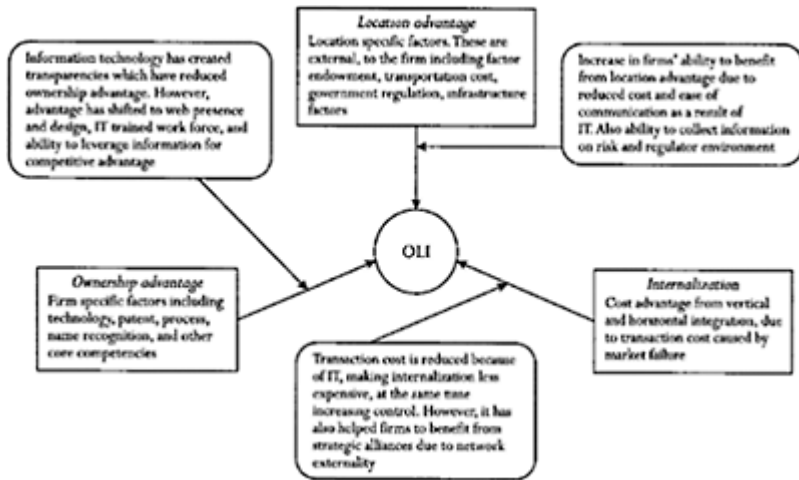 Location advantage
Location specific factors. These are
external, to the firm including factor
endowment, transportation cost,
government regulation, infrastructure
factors
Information technology has created
transparencies which have reduced
ownership advantage. However,
advantage has shifted to web presence
and design, IT trained work force, and
ability to leverage information for
competitive advantage
Increase in firms' ability to benefit
from location advantage due to
reduced cost and ease of
communication as a result of
IT. Also ability to collect information
on risk and regulator environment
OLI
Ownership advantage
Firm specific factors including
technology, patent, process,
name recognition, and other
core competencies
Internalization
Cost advantage from vertical
and horizontal integration, due
to transaction cost caused by
market failure
Transaction cost is reduced because
of IT, making internalization less
expensive, at the same time
increasing control. However, it has
also helped firms to benefit from
strategic alliances due to network
externality